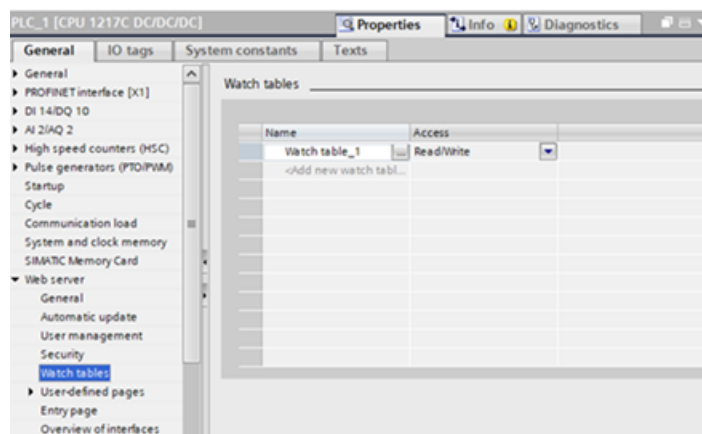 PLC_1 [CPU 1217C DC/DC/DC]
Properties
Info
Diagnostics
General
IO tags
System constants
Texts
General
PROFINET interface [X1]
DI 14/DQ 10
AI 2/AQ 2
High speed counters (HSC)
Pulse generators (PTO/PWM)
Startup
Cycle
Communication load
System and clock memory
SIMATIC Memory Card
Web server
General
Automatic update
User management
Security
Watch tables
User-defined pages
Entry page
Overview of interfaces
Watch tables
Name
Access
Watch table_1
...
Read/Write
<Add new watch tabl...